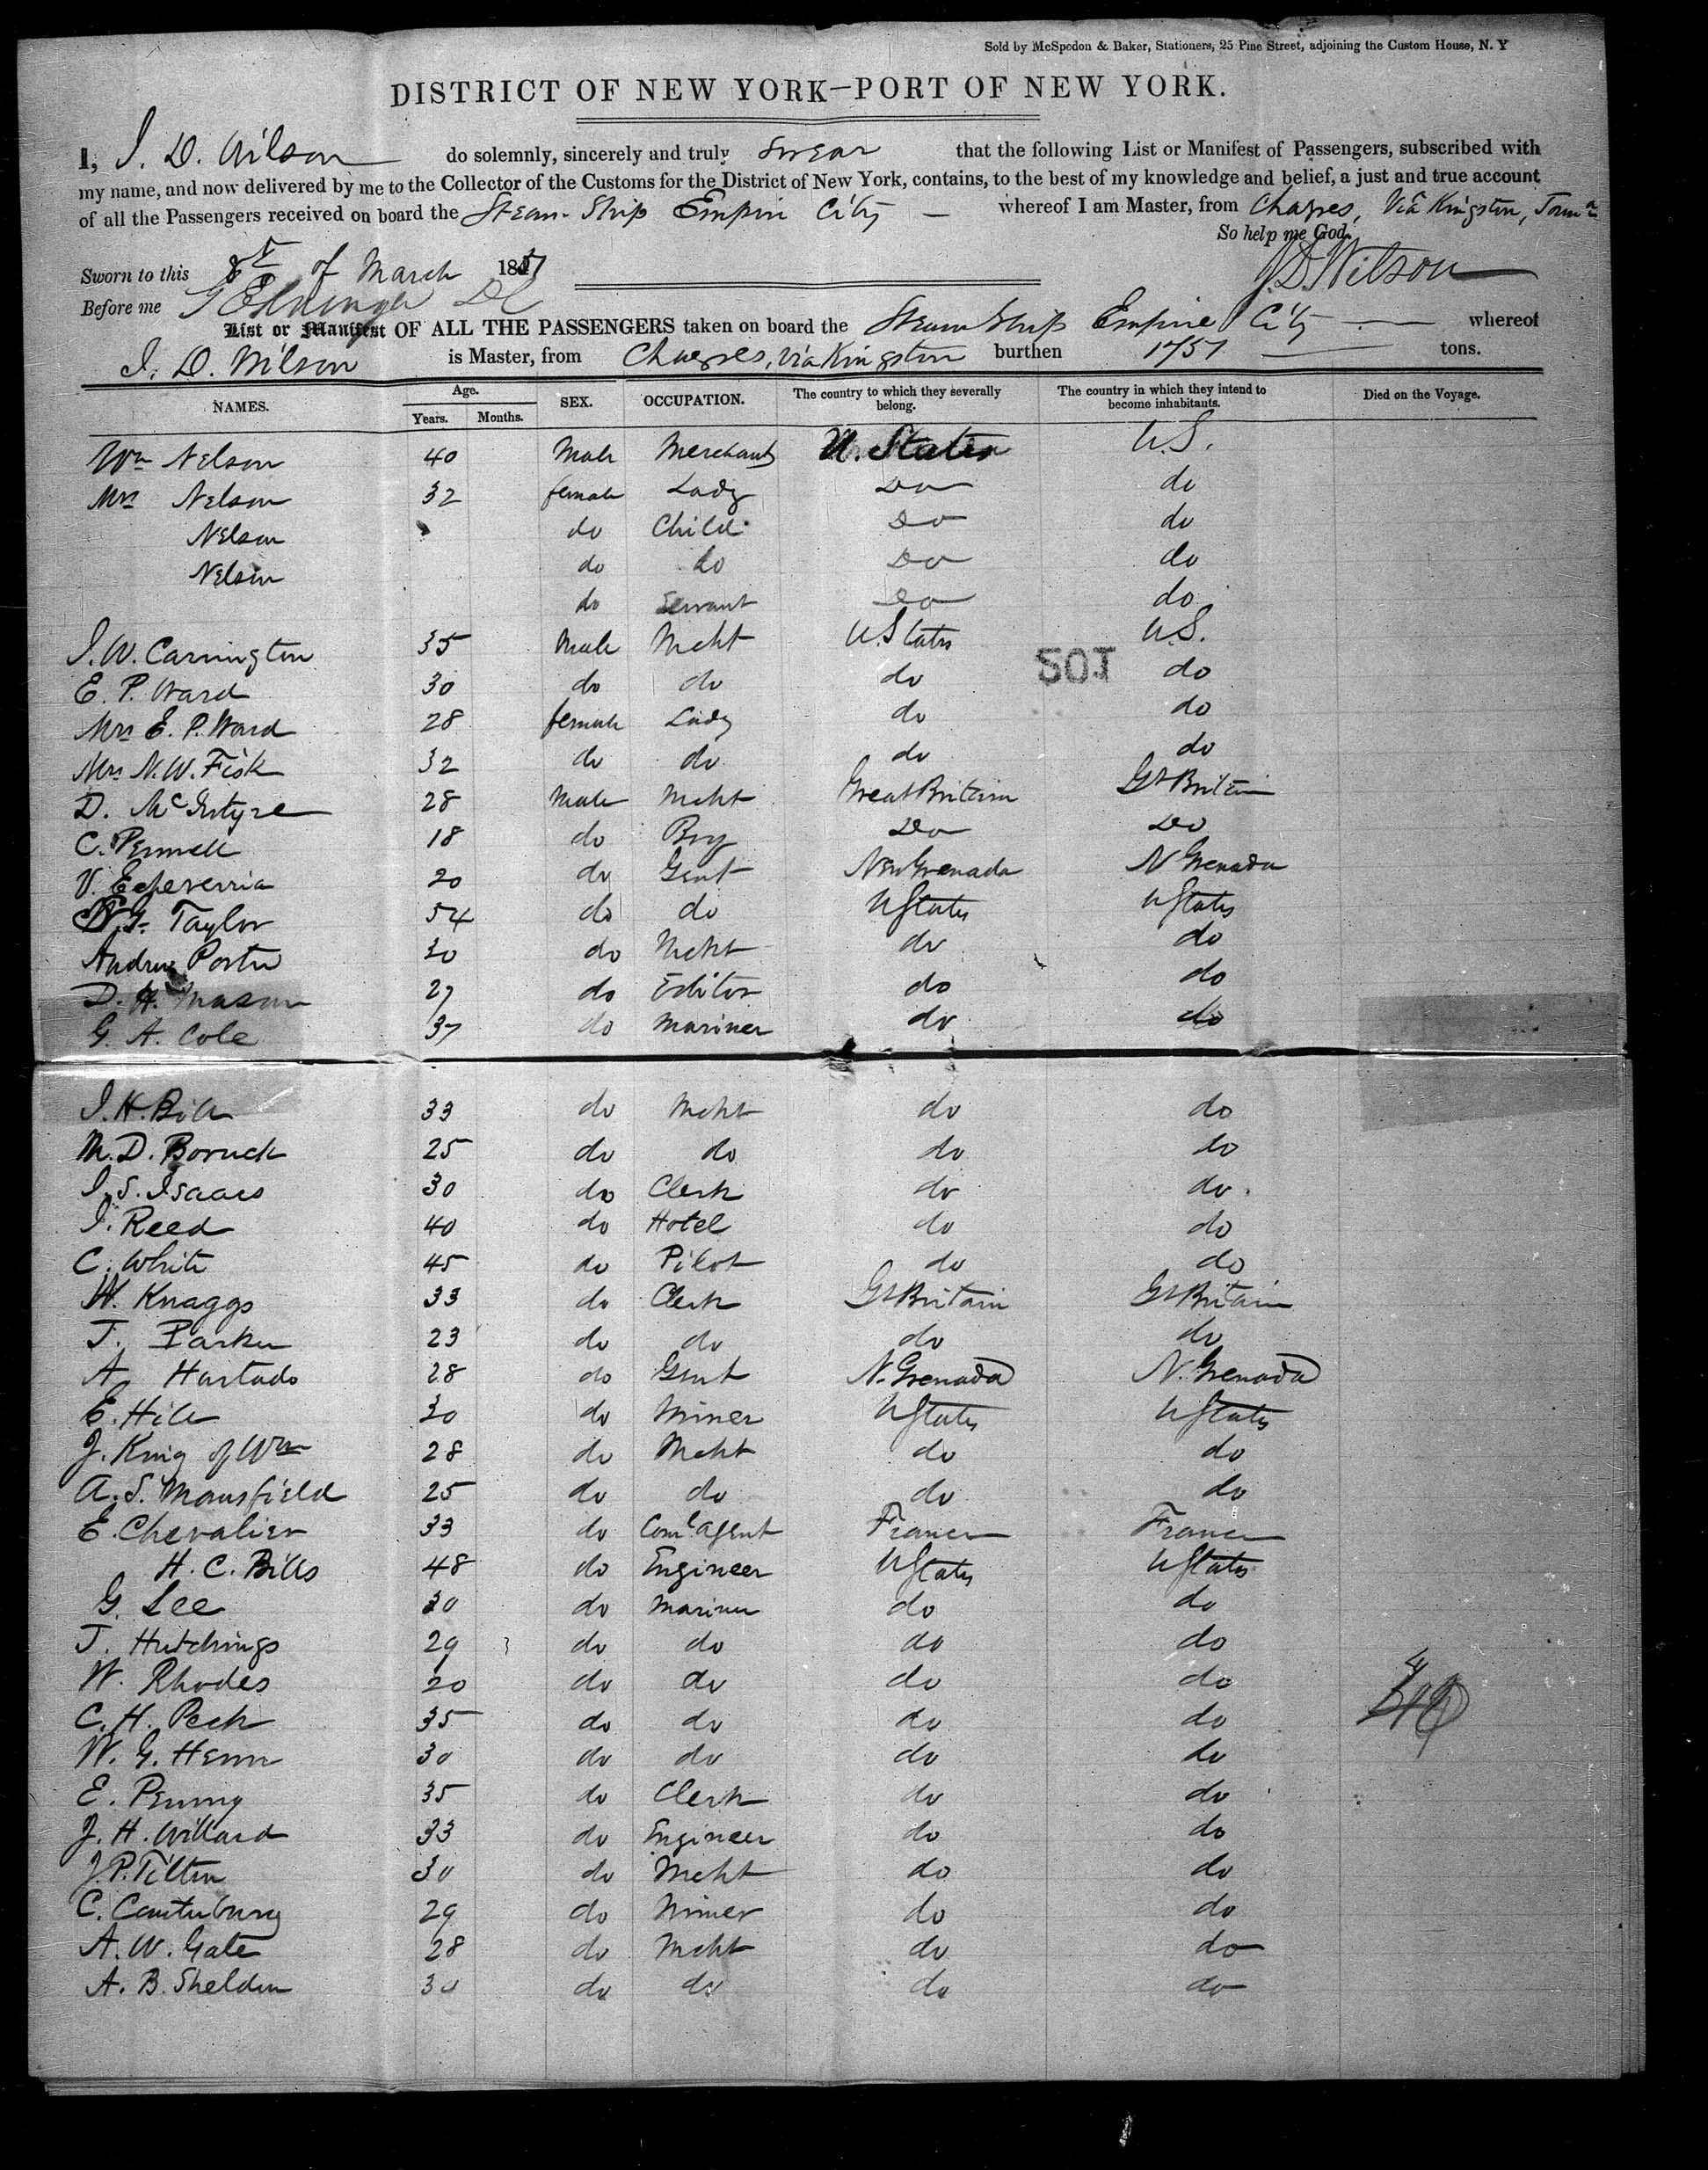 Sold by McSpedon & Baker, Stationers, 25 Pine Street, adjoining the Custom House, N. Y
DISTRICT OF NEW YORK—PORT OF NEW YORK.
I, J. D. Wilson do solemnly, sincerely and truly swear that the following List or Manifest of Passengers, subscribed with
my name, and now delivered by me to the Collector of the Customs for the District of New York, contains, to the best of my knowledge and belief, a just and true account
of all the Passengers received on board the Steam-Ship Empire City — whereof I am Master, from Chagres, Via Kingston, Jama
So help me God.
Sworn to this 8th of March 1851 J. D. Wilson
Before me
List or Manifest OF ALL THE PASSENGERS taken on board the Steam Ship Empire City whereof
J. D. Wilson is Master, from Chagres, via Kingston burthen 1751 tons.
NAMES. Age. Years. Months. SEX. OCCUPATION. The country to which they severally belong. The country in which they intend to become inhabitants. Died on the Voyage.
Wm Nelson 40 Male Merchant U. States U.S.
Mrs Nelson 32 female Lady Do do
Nelson do Child Do do
Nelson do do Do do
do Servant Do do
J. W. Carrington 35 Male Mcht U. States U.S.
SOJ
E. P. Ward 30 do do do do
Mrs E. P. Ward 28 female Lady do do
Mrs N. W. Fisk 32 do do do do
D. McIntyre 28 Male Mcht Great Britain Gt Britain
C. Pennell 18 do Boy Do Do
V. Echeverria 20 do Gent New Grenada N Grenada
Taylor 54 do do U States U States
Andrew Porter 30 do Mcht do do
D. H. Mason 27 do Editor do do
G. A. Cole 37 do Mariner do do
J. H. Bill 33 do Mcht do do
M. D. Boruck 25 do do do do
J. S. Isaacs 30 do Clerk do do
J. Reed 40 do Hotel do do
C. White 45 do Pilot do do
W. Knaggs 33 do Clerk Gt Britain Gt Britain
J. Parker 23 do do do do
A. Hurtado 28 do Gent N. Grenada N. Grenada
E. Hill 30 do Miner U States U States
J. King of Wm 28 do Mcht do do
A. S. Mansfield 25 do do do do
E. Chevalier 33 do Coml Agent France France
H. C. Bills 48 do Engineer U States U States
G. Lee 30 do Mariner do do
J. Hutchings 29 do do do do
W. Rhodes 20 do do do do
C. H. Peck 35 do do do do
W. G. Henn 30 do do do do
E. Penny 35 do Clerk do do
J. H. Willard 33 do Engineer do do
J. P. Tilton 30 do Mcht do do
C. Canterbury 29 do Miner do do
A. W. Gate 28 do Mcht do do
A. B. Sheldon 30 do do do do